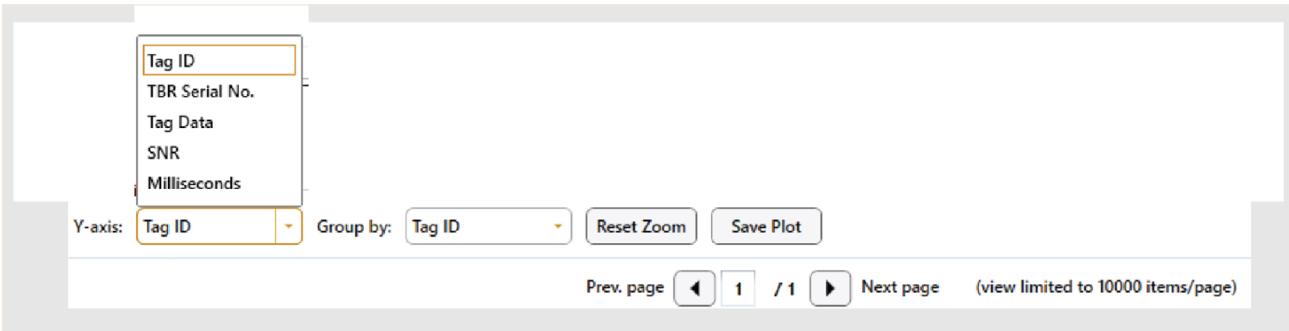 Tag ID
TBR Serial No.
Tag Data
SNR
Milliseconds
Y-axis: Tag ID Group by: Tag ID Reset Zoom Save Plot
Prev. page 1 / 1 Next page (view limited to 10000 items/page)